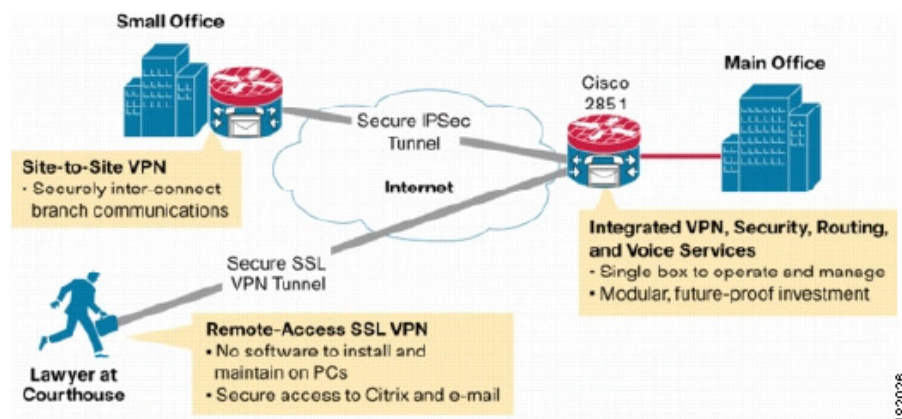 Small Office
Cisco
2851
Main Office
Secure IPSec
Tunnel
Internet
Site-to-Site VPN
- Securely inter-connect
branch communications
Integrated VPN, Security, Routing,
and Voice Services
- Single box to operate and manage
• Modular, future-proof investment
Secure SSL
VPN Tunnel
Remote-Access SSL VPN
• No software to install and
maintain on PCs
• Secure access to Citrix and e-mail
Lawyer at
Courthouse